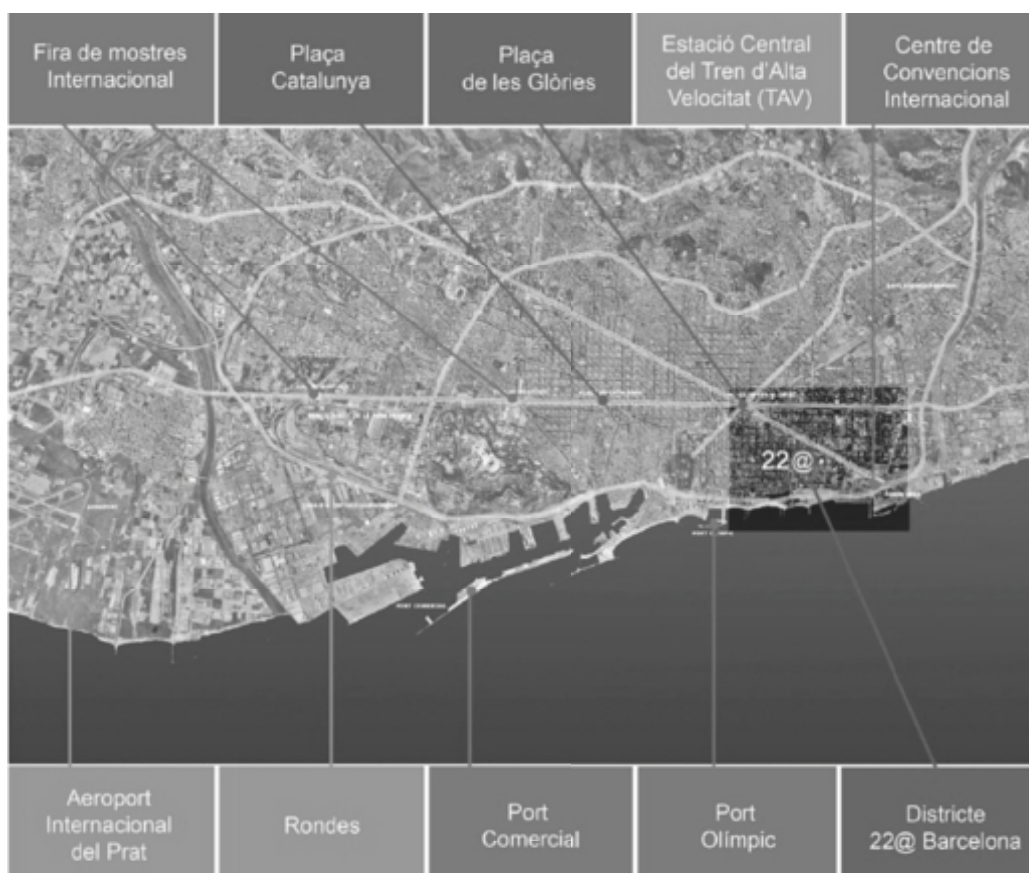 Fira de mostres
Internacional
Plaça
Catalunya
Plaça
de les Glòries
Estació Central
del Tren d'Alta
Velocitat (TAV)
Centre de
Convencions
Internacional
22@
Aeroport
Internacional
del Prat
Rondes
Port
Comercial
Port
Olímpic
Districte
22@ Barcelona